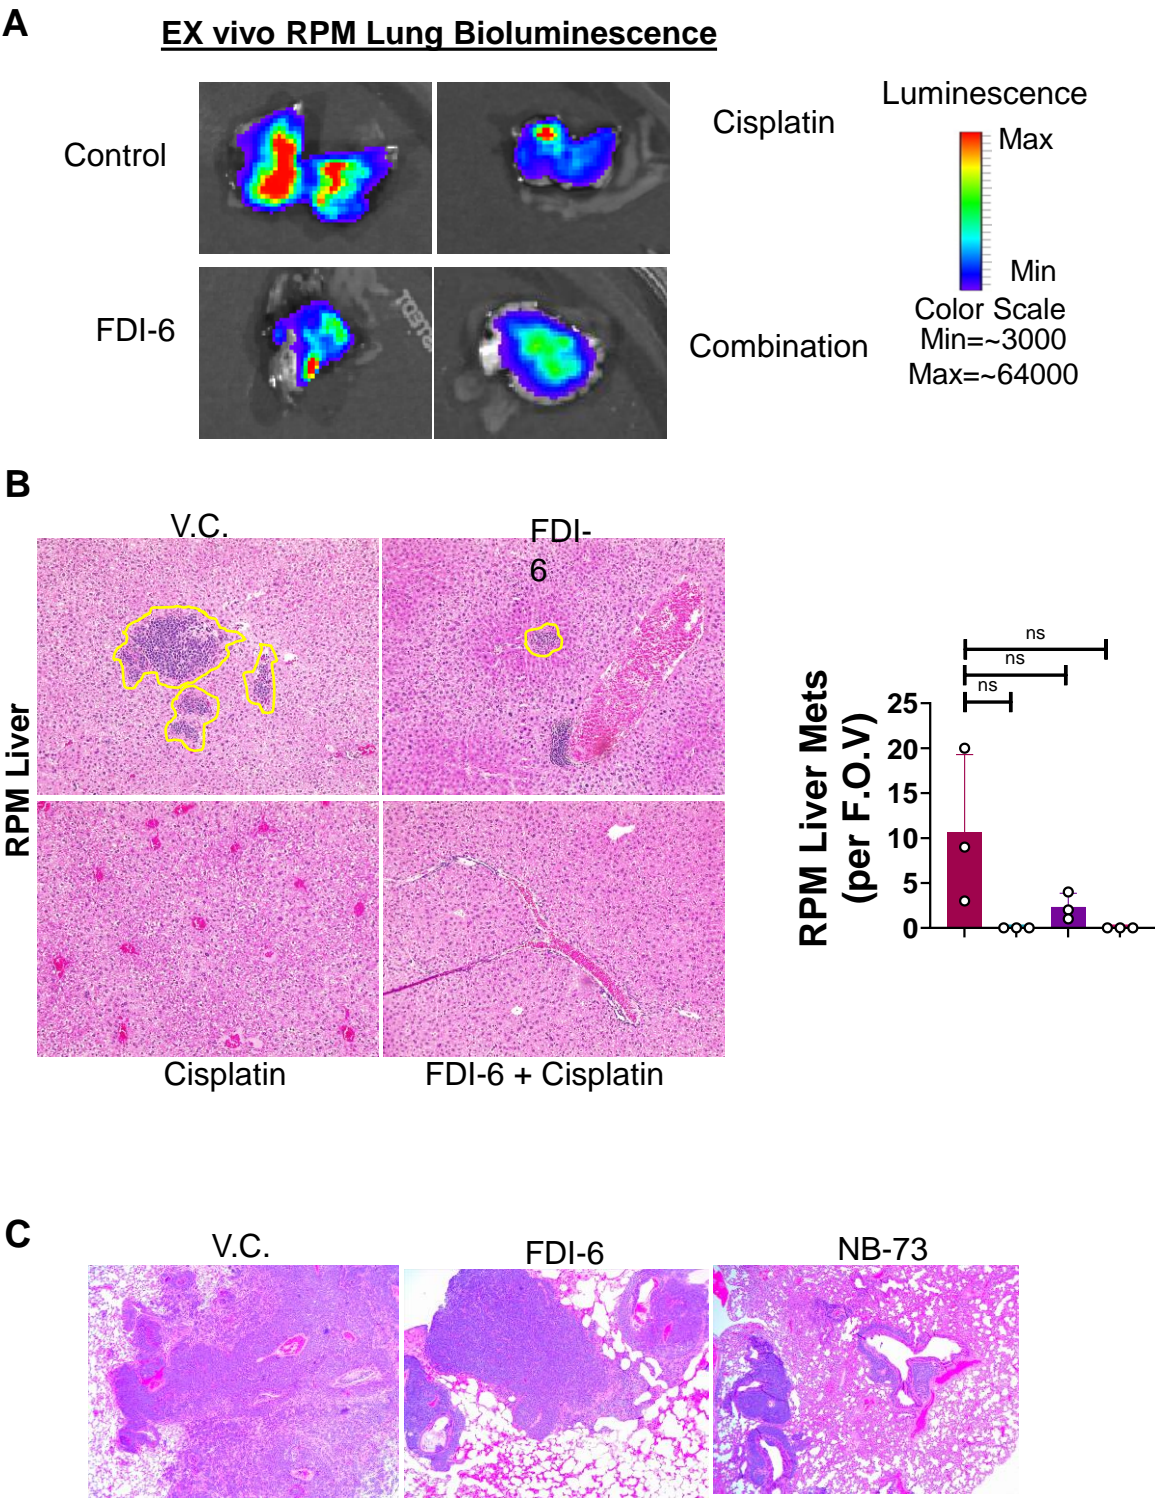 A
EX vivo RPM Lung Bioluminescence
Control
Cisplatin
FDI-6
Combination
Luminescence
Max
Min
Color Scale
Min=~3000
Max=~64000
B
V.C.
FDI-
6
RPM Liver
Cisplatin
FDI-6 + Cisplatin
RPM Liver Mets
(per F.O.V)
ns
ns
ns
25
20
15
10
5
0
C
V.C.
FDI-6
NB-73